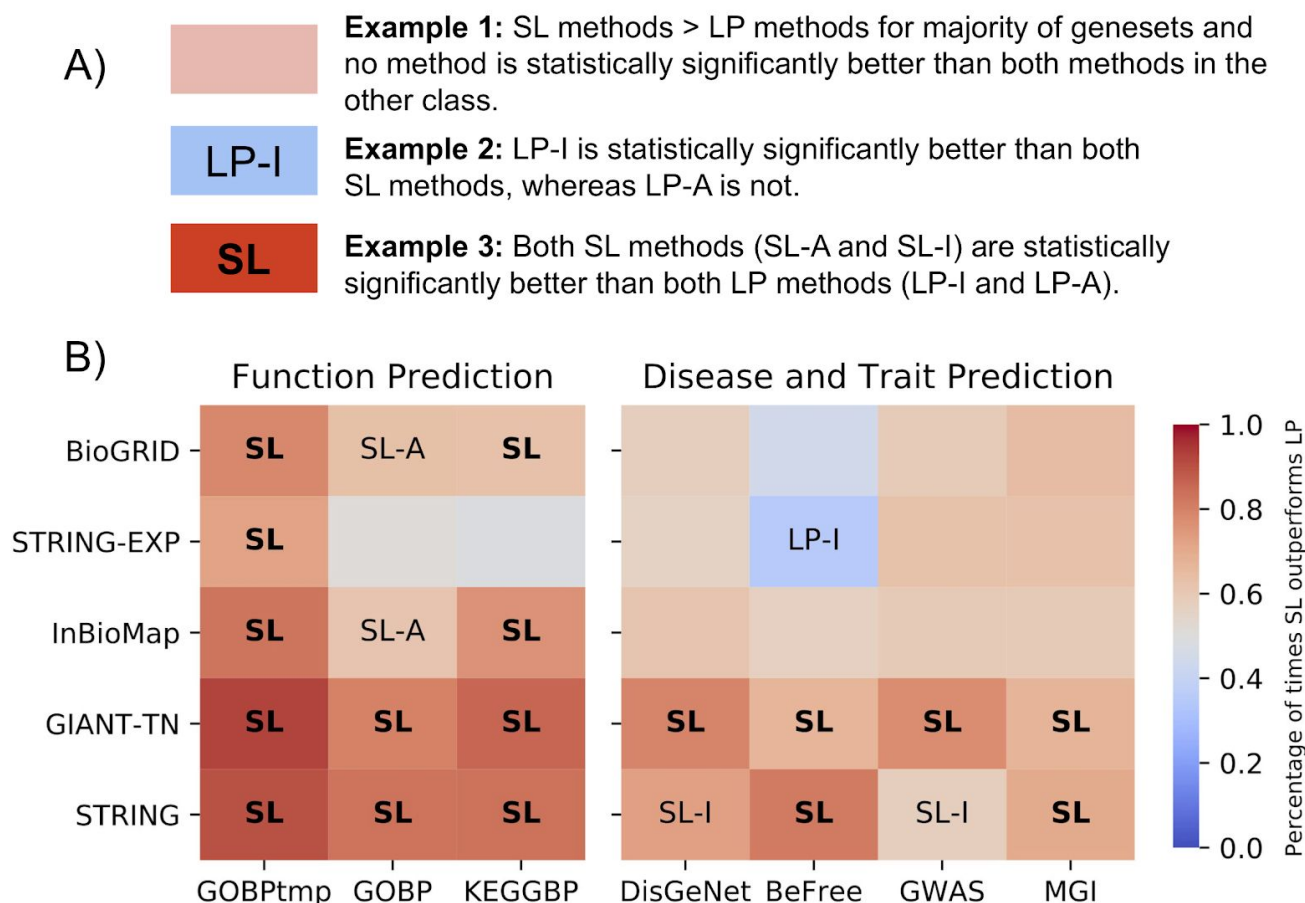 A)
Example 1: SL methods > LP methods for majority of genesets and
no method is statistically significantly better than both methods in the
other class.
LP-I
Example 2: LP-I is statistically significantly better than both
SL methods, whereas LP-A is not.
SL
Example 3: Both SL methods (SL-A and SL-I) are statistically
significantly better than both LP methods (LP-I and LP-A).
B)
Function Prediction
Disease and Trait Prediction
BioGRID SL SL-A SL
STRING-EXP SL LP-I
InBioMap SL SL-A SL
GIANT-TN SL SL SL SL SL SL SL
STRING SL SL SL SL-I SL SL-I SL
GOBPtmp GOBP KEGGBP DisGeNet BeFree GWAS MGI
1.0
0.8
0.6
0.4
0.2
0.0
Percentage of times SL outperforms LP